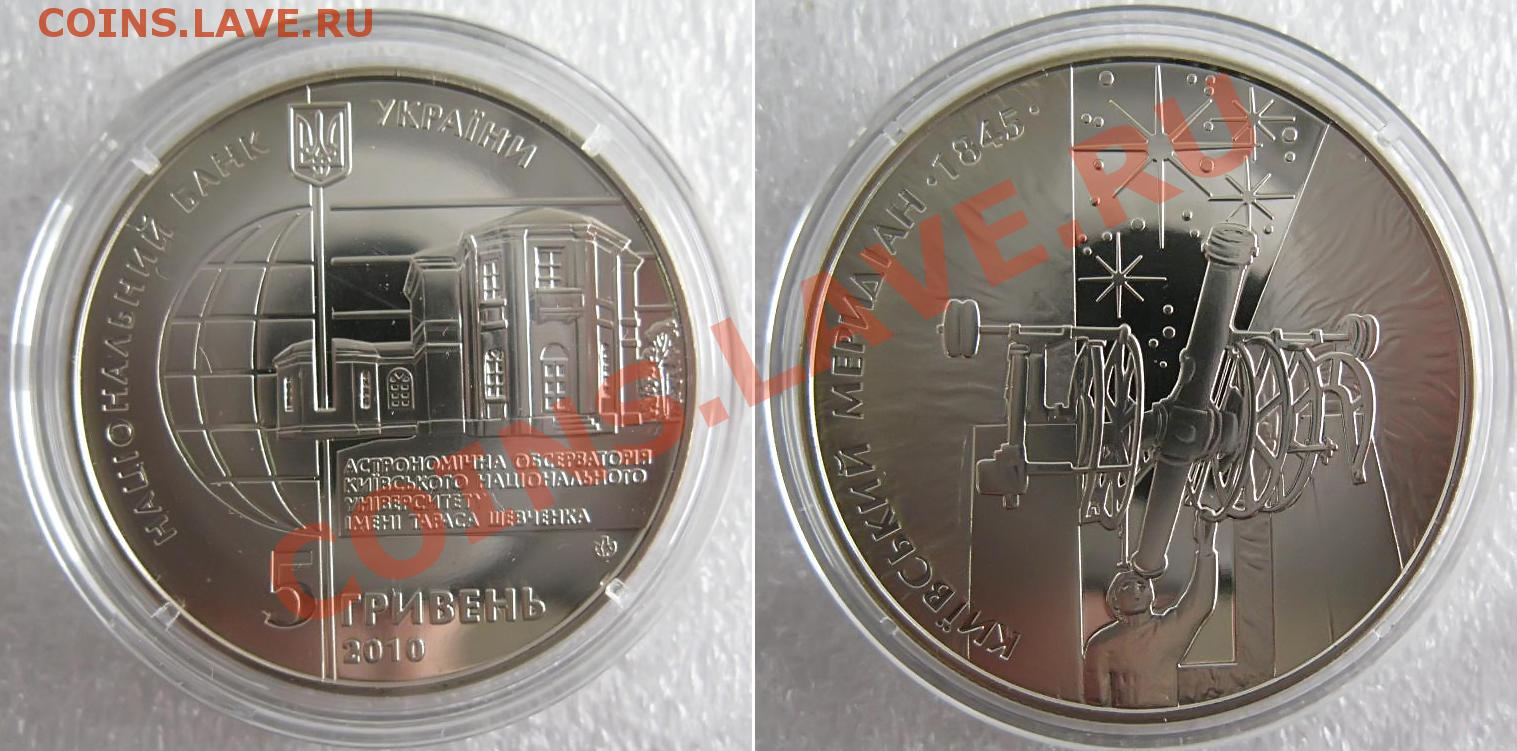 COINS.LAVE.RU
НАЦІОНАЛЬНИЙ БАНК УКРАЇНИ
АСТРОНОМІЧНА ОБСЕРВАТОРІЯ
КИЇВСЬКОГО НАЦІОНАЛЬНОГО
УНІВЕРСИТЕТУ
ІМЕНІ ТАРАСА ШЕВЧЕНКА
5 ГРИВЕНЬ
2010
КИЇВСЬКИЙ МЕРИДІАН · 1845 ·
COINS.LAVE.RU